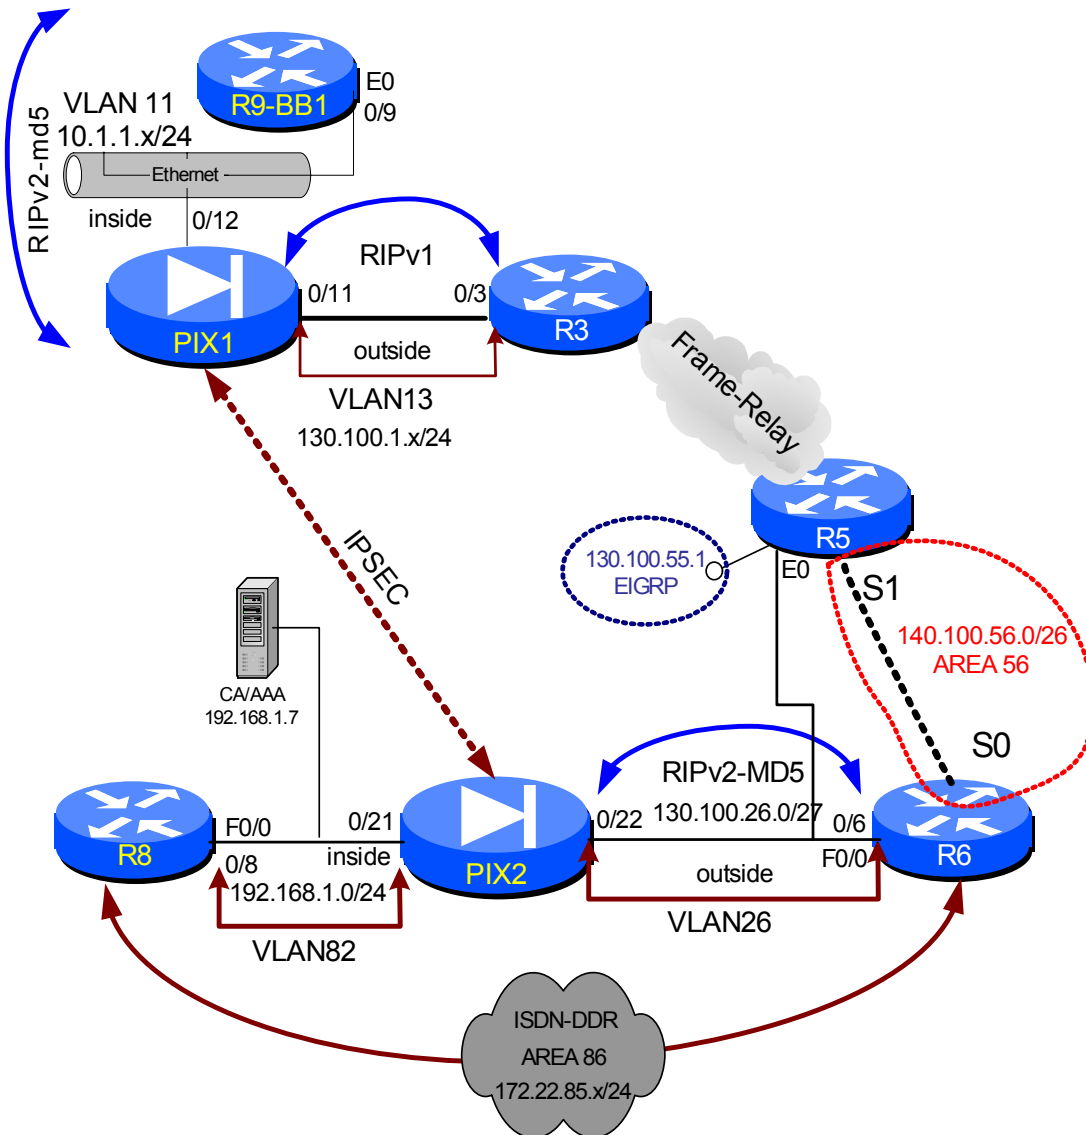 R9-BB1
E0
0/9
VLAN 11
10.1.1.x/24
RIPv2-md5
Ethernet
inside
0/12
RIPv1
0/11
0/3
PIX1
R3
outside
VLAN13
130.100.1.x/24
Frame-Relay
R5
130.100.55.1
EIGRP
E0
S1
140.100.56.0/26
AREA 56
IPSEC
CA/AAA
192.168.1.7
S0
RIPv2-MD5
130.100.26.0/27
0/22
0/6
F0/0
R6
R8
F0/0
0/8
0/21
inside
192.168.1.0/24
PIX2
outside
VLAN82
VLAN26
ISDN-DDR
AREA 86
172.22.85.x/24